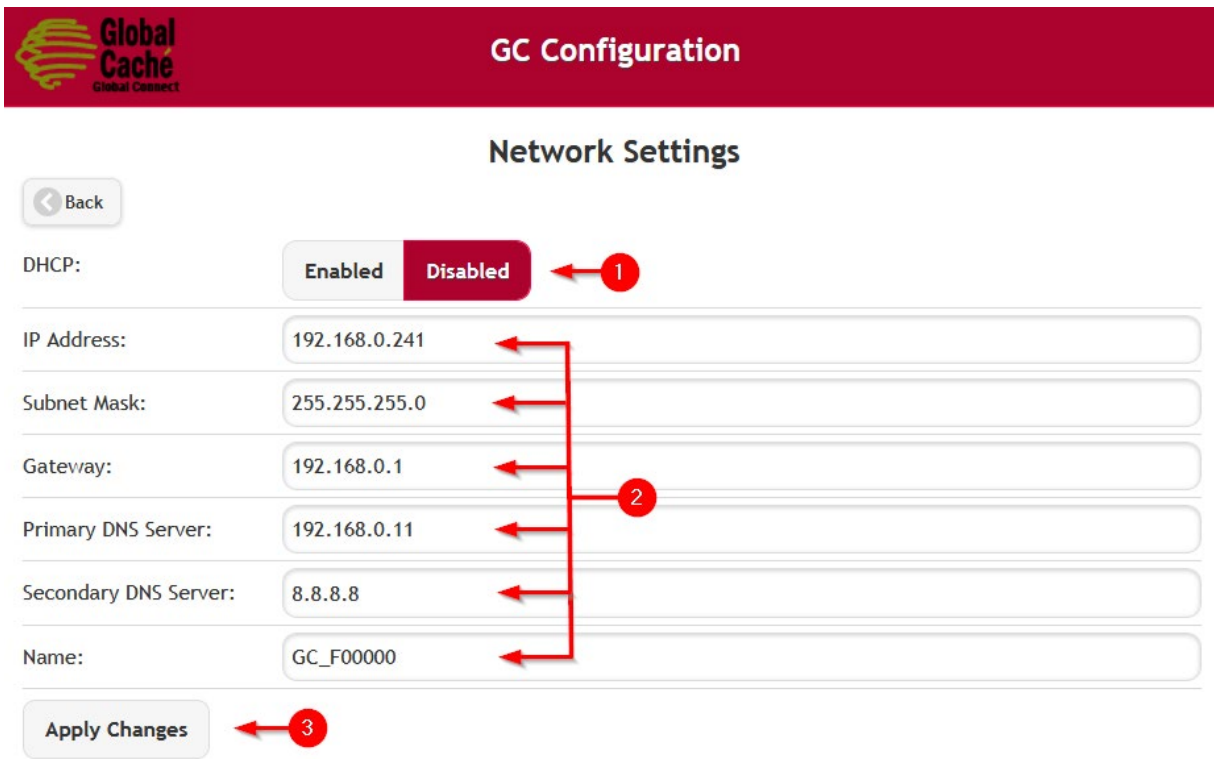 Global
Caché
Global Connect
GC Configuration
Network Settings
Back
DHCP: Enabled Disabled 1
IP Address: 192.168.0.241
Subnet Mask: 255.255.255.0
Gateway: 192.168.0.1
2
Primary DNS Server: 192.168.0.11
Secondary DNS Server: 8.8.8.8
Name: GC_F00000
Apply Changes 3